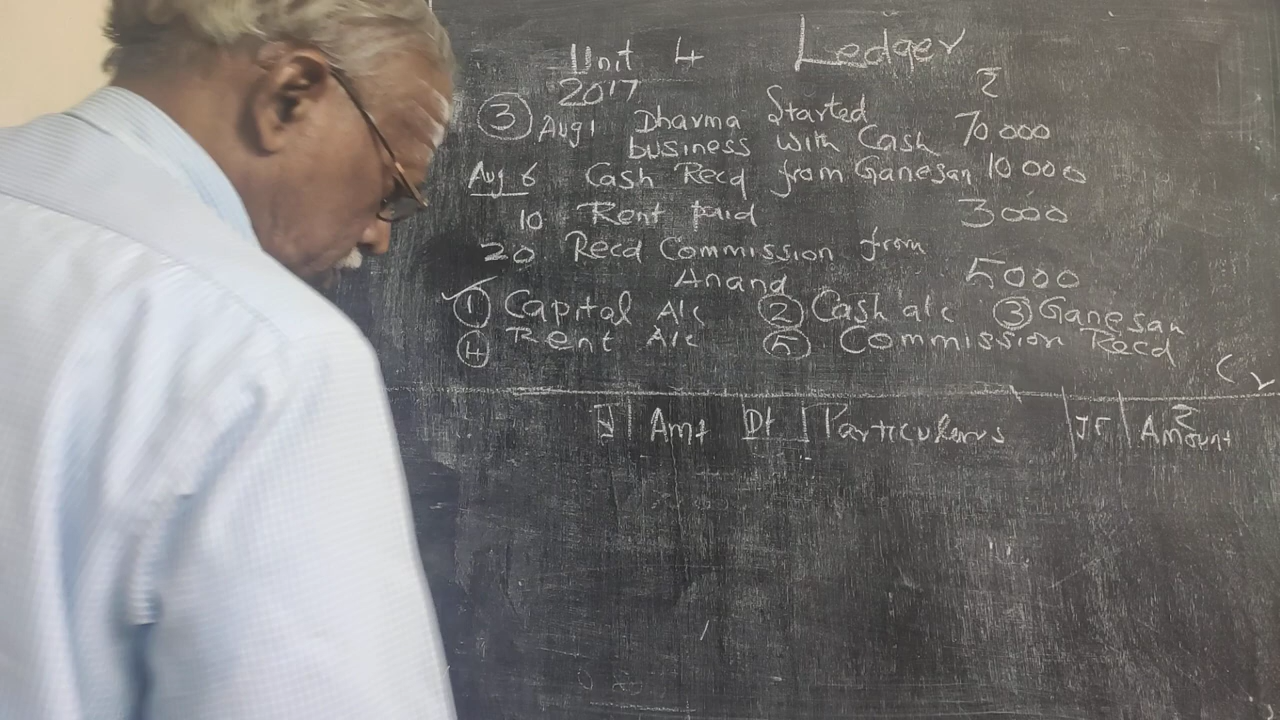 Unit 4 Ledger
2017 ₹
③ Aug 1 Dharma Started
business with Cash 70 000
Aug 6 Cash Recd from Ganesan 10 000
10 Rent paid 3000
20 Recd Commission from
Anand 5000
① Capital A/c ② Cash a/c ③ Ganesan
④ Rent A/c ⑤ Commission Recd
Amt Dt Particulars JF ₹ Amount